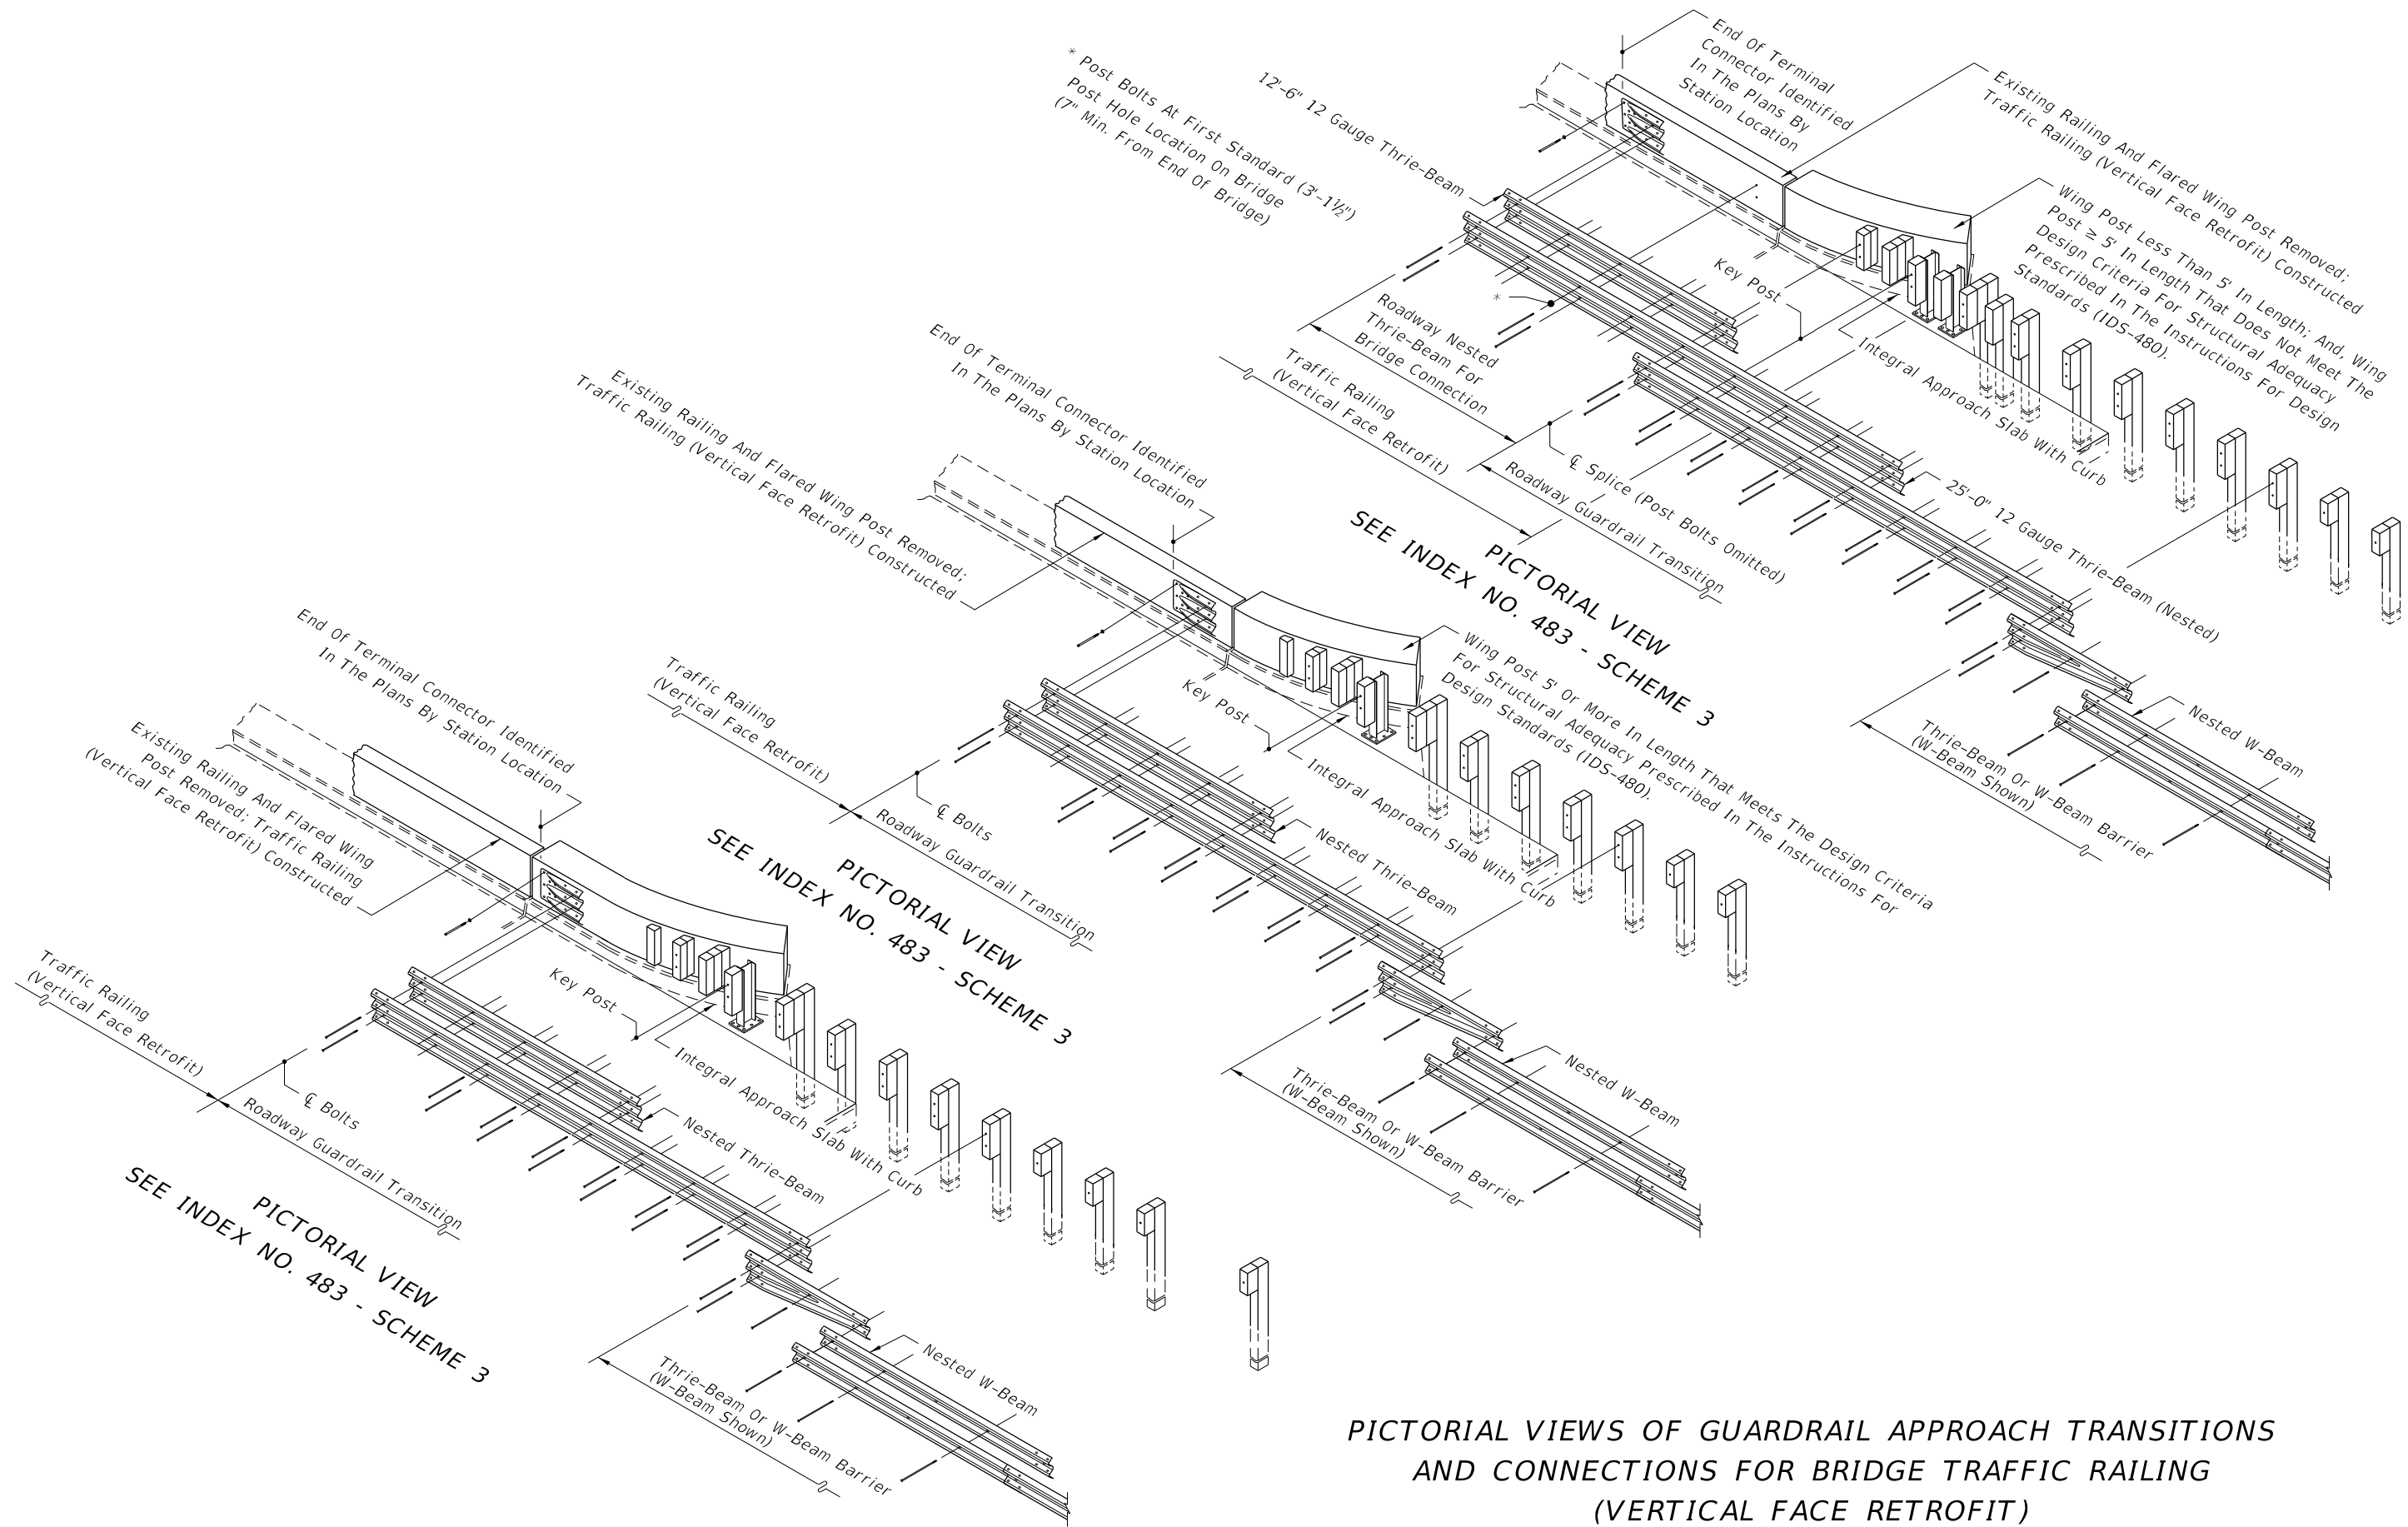 * Post Bolts At First Standard (3'-1½")
Post Hole Location On Bridge
(7" Min. From End Of Bridge)
12'-6" 12 Gauge Thrie-Beam
End Of Terminal
Connector Identified
In The Plans By
Station Location
Existing Railing And Flared Wing Post Removed;
Traffic Railing (Vertical Face Retrofit) Constructed
Wing Post Less Than 5' In Length; And, Wing
Post ≥ 5' In Length That Does Not Meet The
Design Criteria For Structural Adequacy
Prescribed In The Instructions For Design
Standards (IDS-480).
Key Post
*
Integral Approach Slab With Curb
Roadway Nested
Thrie-Beam For
Bridge Connection
Traffic Railing
(Vertical Face Retrofit)
℄ Splice (Post Bolts Omitted)
Roadway Guardrail Transition
25'-0" 12 Gauge Thrie-Beam (Nested)
Nested W-Beam
Thrie-Beam Or W-Beam Barrier
(W-Beam Shown)
PICTORIAL VIEW
SEE INDEX NO. 483 - SCHEME 3
End Of Terminal Connector Identified
In The Plans By Station Location
Existing Railing And Flared Wing Post Removed;
Traffic Railing (Vertical Face Retrofit) Constructed
Wing Post 5' Or More In Length That Meets The Design Criteria
For Structural Adequacy Prescribed In The Instructions For
Design Standards (IDS-480).
Key Post
Integral Approach Slab With Curb
Traffic Railing
(Vertical Face Retrofit)
℄ Bolts
Roadway Guardrail Transition
Nested Thrie-Beam
Nested W-Beam
Thrie-Beam Or W-Beam Barrier
(W-Beam Shown)
PICTORIAL VIEW
SEE INDEX NO. 483 - SCHEME 3
End Of Terminal Connector Identified
In The Plans By Station Location
Existing Railing And Flared Wing
Post Removed; Traffic Railing
(Vertical Face Retrofit) Constructed
Key Post
Integral Approach Slab With Curb
Traffic Railing
(Vertical Face Retrofit)
℄ Bolts
Roadway Guardrail Transition
Nested Thrie-Beam
Nested W-Beam
Thrie-Beam Or W-Beam Barrier
(W-Beam Shown)
PICTORIAL VIEW
SEE INDEX NO. 483 - SCHEME 3
PICTORIAL VIEWS OF GUARDRAIL APPROACH TRANSITIONS
AND CONNECTIONS FOR BRIDGE TRAFFIC RAILING
(VERTICAL FACE RETROFIT)